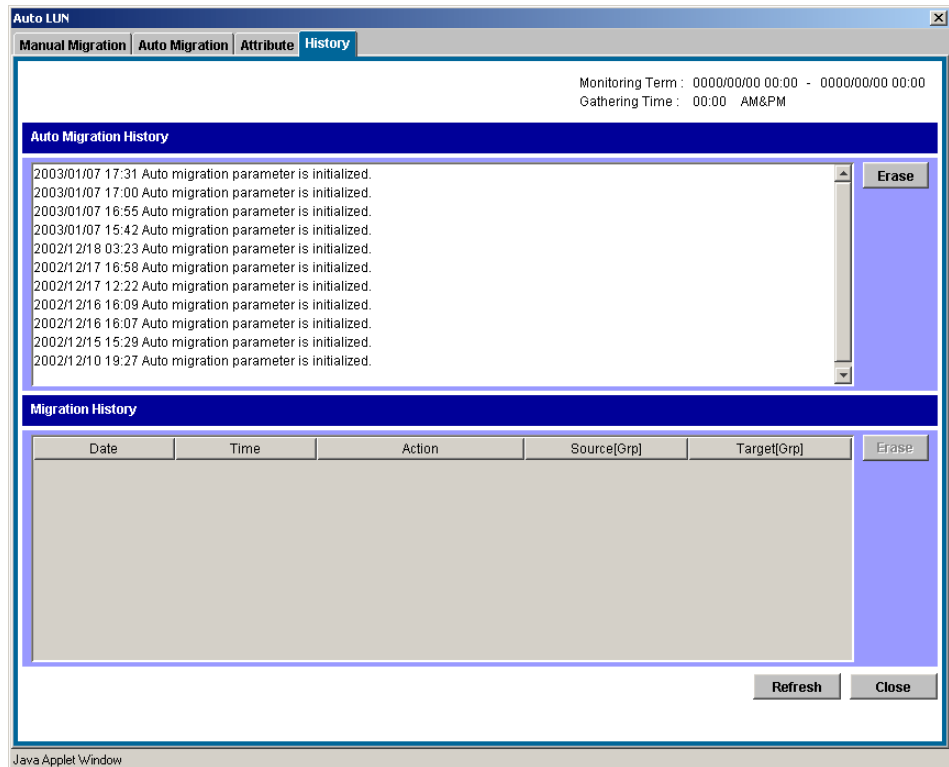 Auto LUN
Manual Migration Auto Migration Attribute History
Monitoring Term : 0000/00/00 00:00 - 0000/00/00 00:00
Gathering Time : 00:00 AM&PM
Auto Migration History
2003/01/07 17:31 Auto migration parameter is initialized.
2003/01/07 17:00 Auto migration parameter is initialized.
2003/01/07 16:55 Auto migration parameter is initialized.
2003/01/07 15:42 Auto migration parameter is initialized.
2002/12/18 03:23 Auto migration parameter is initialized.
2002/12/17 16:58 Auto migration parameter is initialized.
2002/12/17 12:22 Auto migration parameter is initialized.
2002/12/16 16:09 Auto migration parameter is initialized.
2002/12/16 16:07 Auto migration parameter is initialized.
2002/12/15 15:29 Auto migration parameter is initialized.
2002/12/10 19:27 Auto migration parameter is initialized.
Erase
Migration History
Date Time Action Source[Grp] Target[Grp]
Erase
Refresh Close
Java Applet Window